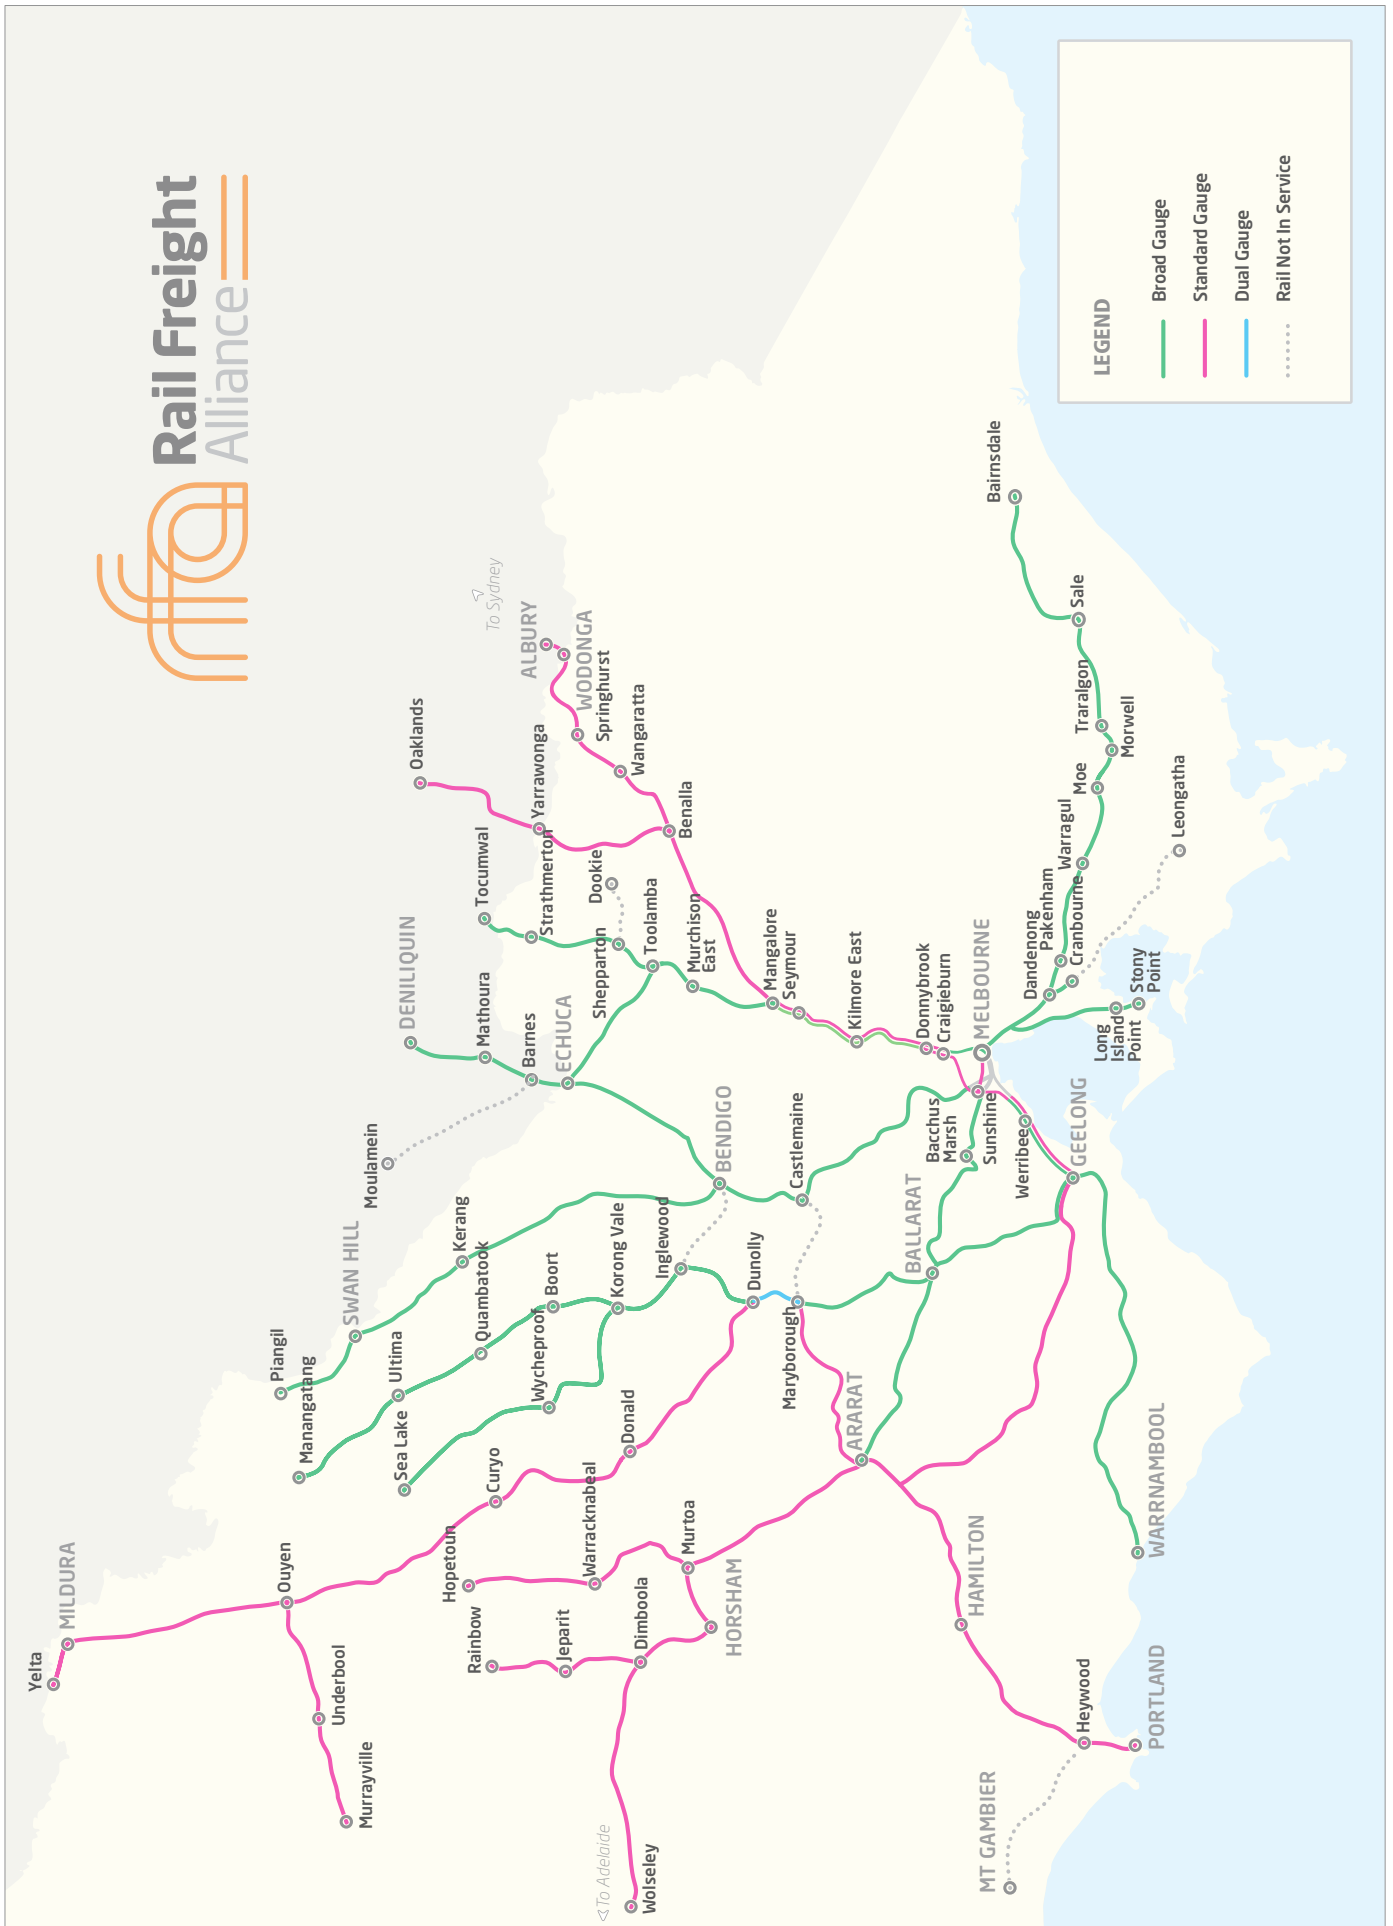 Rail Freight
Alliance
LEGEND
Broad Gauge
Standard Gauge
Dual Gauge
Rail Not In Service
Yelta
MILDURA
Ouyen
Underbool
Murrayville
Piangil
Manangatang
SWAN HILL
Ultima
Sea Lake
Kerang
Quambatook
Boort
Wycheproof
Korong Vale
Inglewood
Curyo
Donald
Hopetoun
Warracknabeal
Murtoa
Rainbow
Jeparit
Dimboola
HORSHAM
To Adelaide
Wolseley
Moulamein
DENILIQUIN
Mathoura
Barnes
ECHUCA
Tocumwal
Strathmerton
Shepparton
Dookie
Toolamba
Murchison
East
Oaklands
Yarrawonga
To Sydney
ALBURY
WODONGA
Springhurst
Wangaratta
Benalla
Mangalore
Seymour
Kilmore East
Donnybrook
Craigieburn
MELBOURNE
BENDIGO
Castlemaine
Dunolly
Maryborough
BALLARAT
ARARAT
Bacchus
Marsh
Sunshine
Werribee
GEELONG
Dandenong
Pakenham
Cranbourne
Warragul
Moe
Morwell
Traralgon
Sale
Bairnsdale
Leongatha
Long
Island
Point
Stony
Point
WARRNAMBOOL
HAMILTON
Heywood
PORTLAND
MT GAMBIER